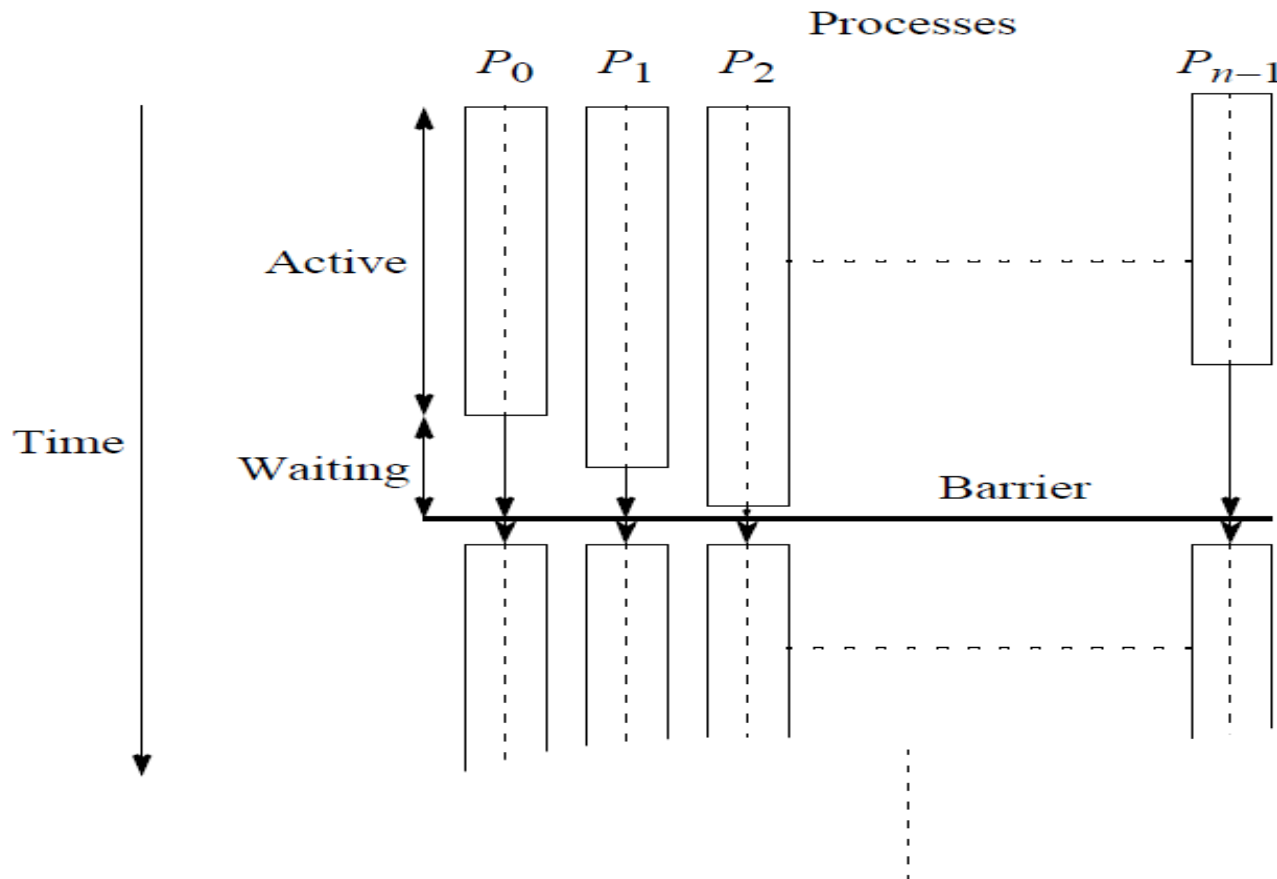 Processes
P0 P1 P2 Pn−1
Active
Time
Waiting
Barrier